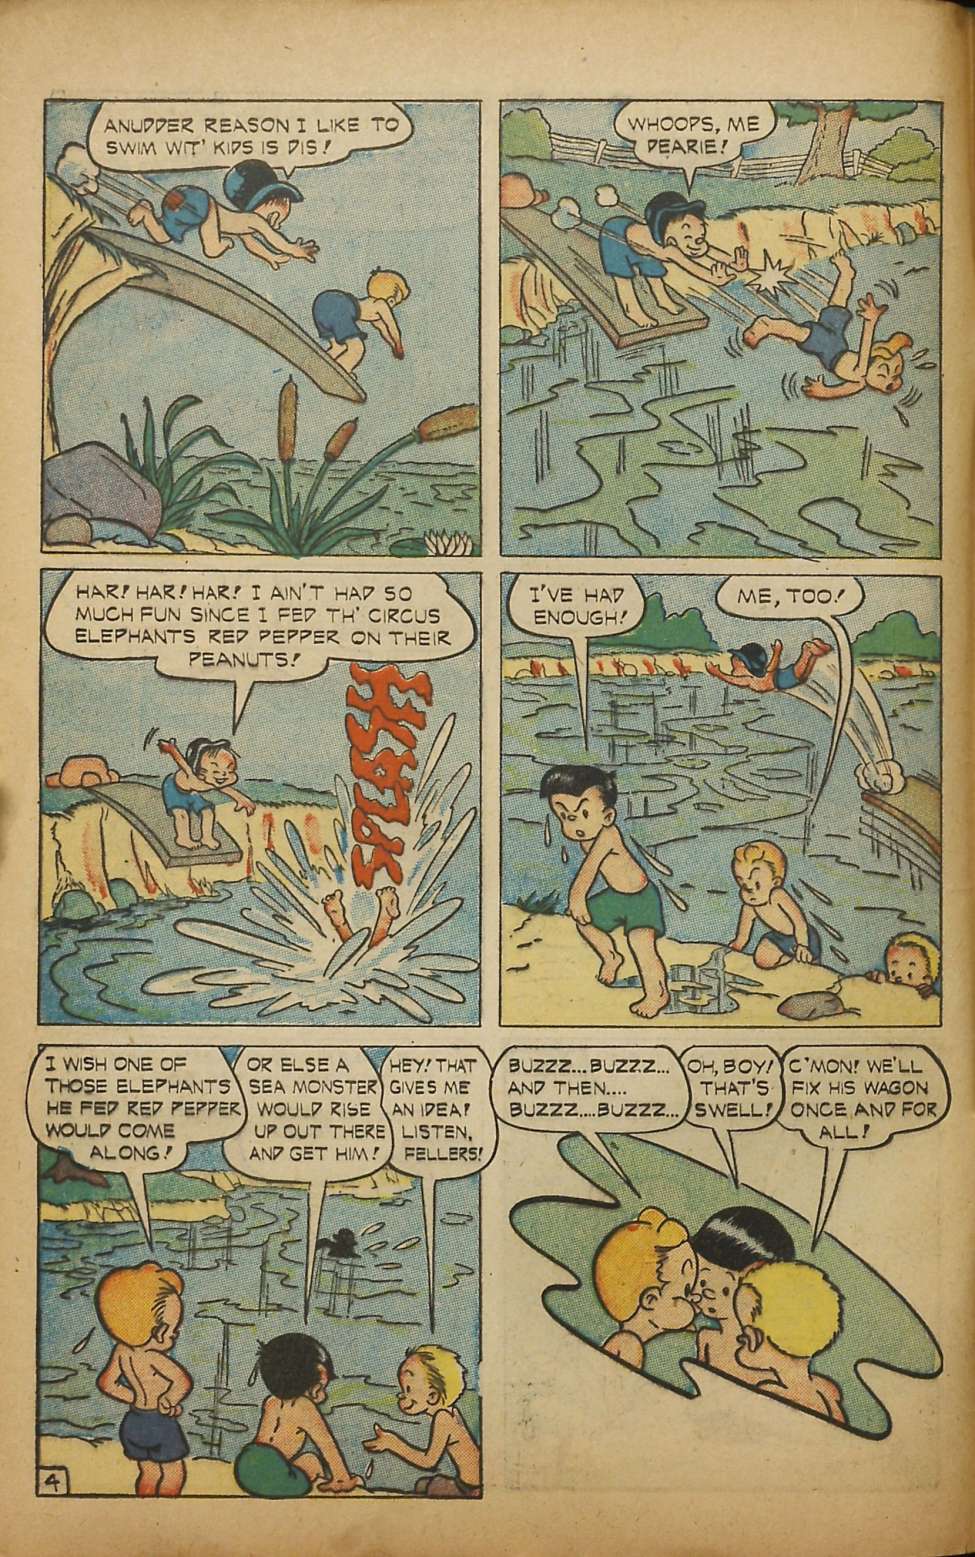 ANUDDER REASON I LIKE TO
SWIM WIT' KIDS IS DIS!
WHOOPS, ME
DEARIE!
HAR! HAR! HAR! I AIN'T HAD SO
MUCH FUN SINCE I FED TH' CIRCUS
ELEPHANTS RED PEPPER ON THEIR
PEANUTS!
SPLASH
I'VE HAD
ENOUGH!
ME, TOO!
I WISH ONE OF
THOSE ELEPHANTS
HE FED RED PEPPER
WOULD COME
ALONG!
OR ELSE A
SEA MONSTER
WOULD RISE
UP OUT THERE
AND GET HIM!
HEY! THAT
GIVES ME
AN IDEA!
LISTEN,
FELLERS!
4
BUZZZ...BUZZZ...
AND THEN....
BUZZZ....BUZZZ...
OH, BOY!
THAT'S
SWELL!
C'MON! WE'LL
FIX HIS WAGON
ONCE AND FOR
ALL!